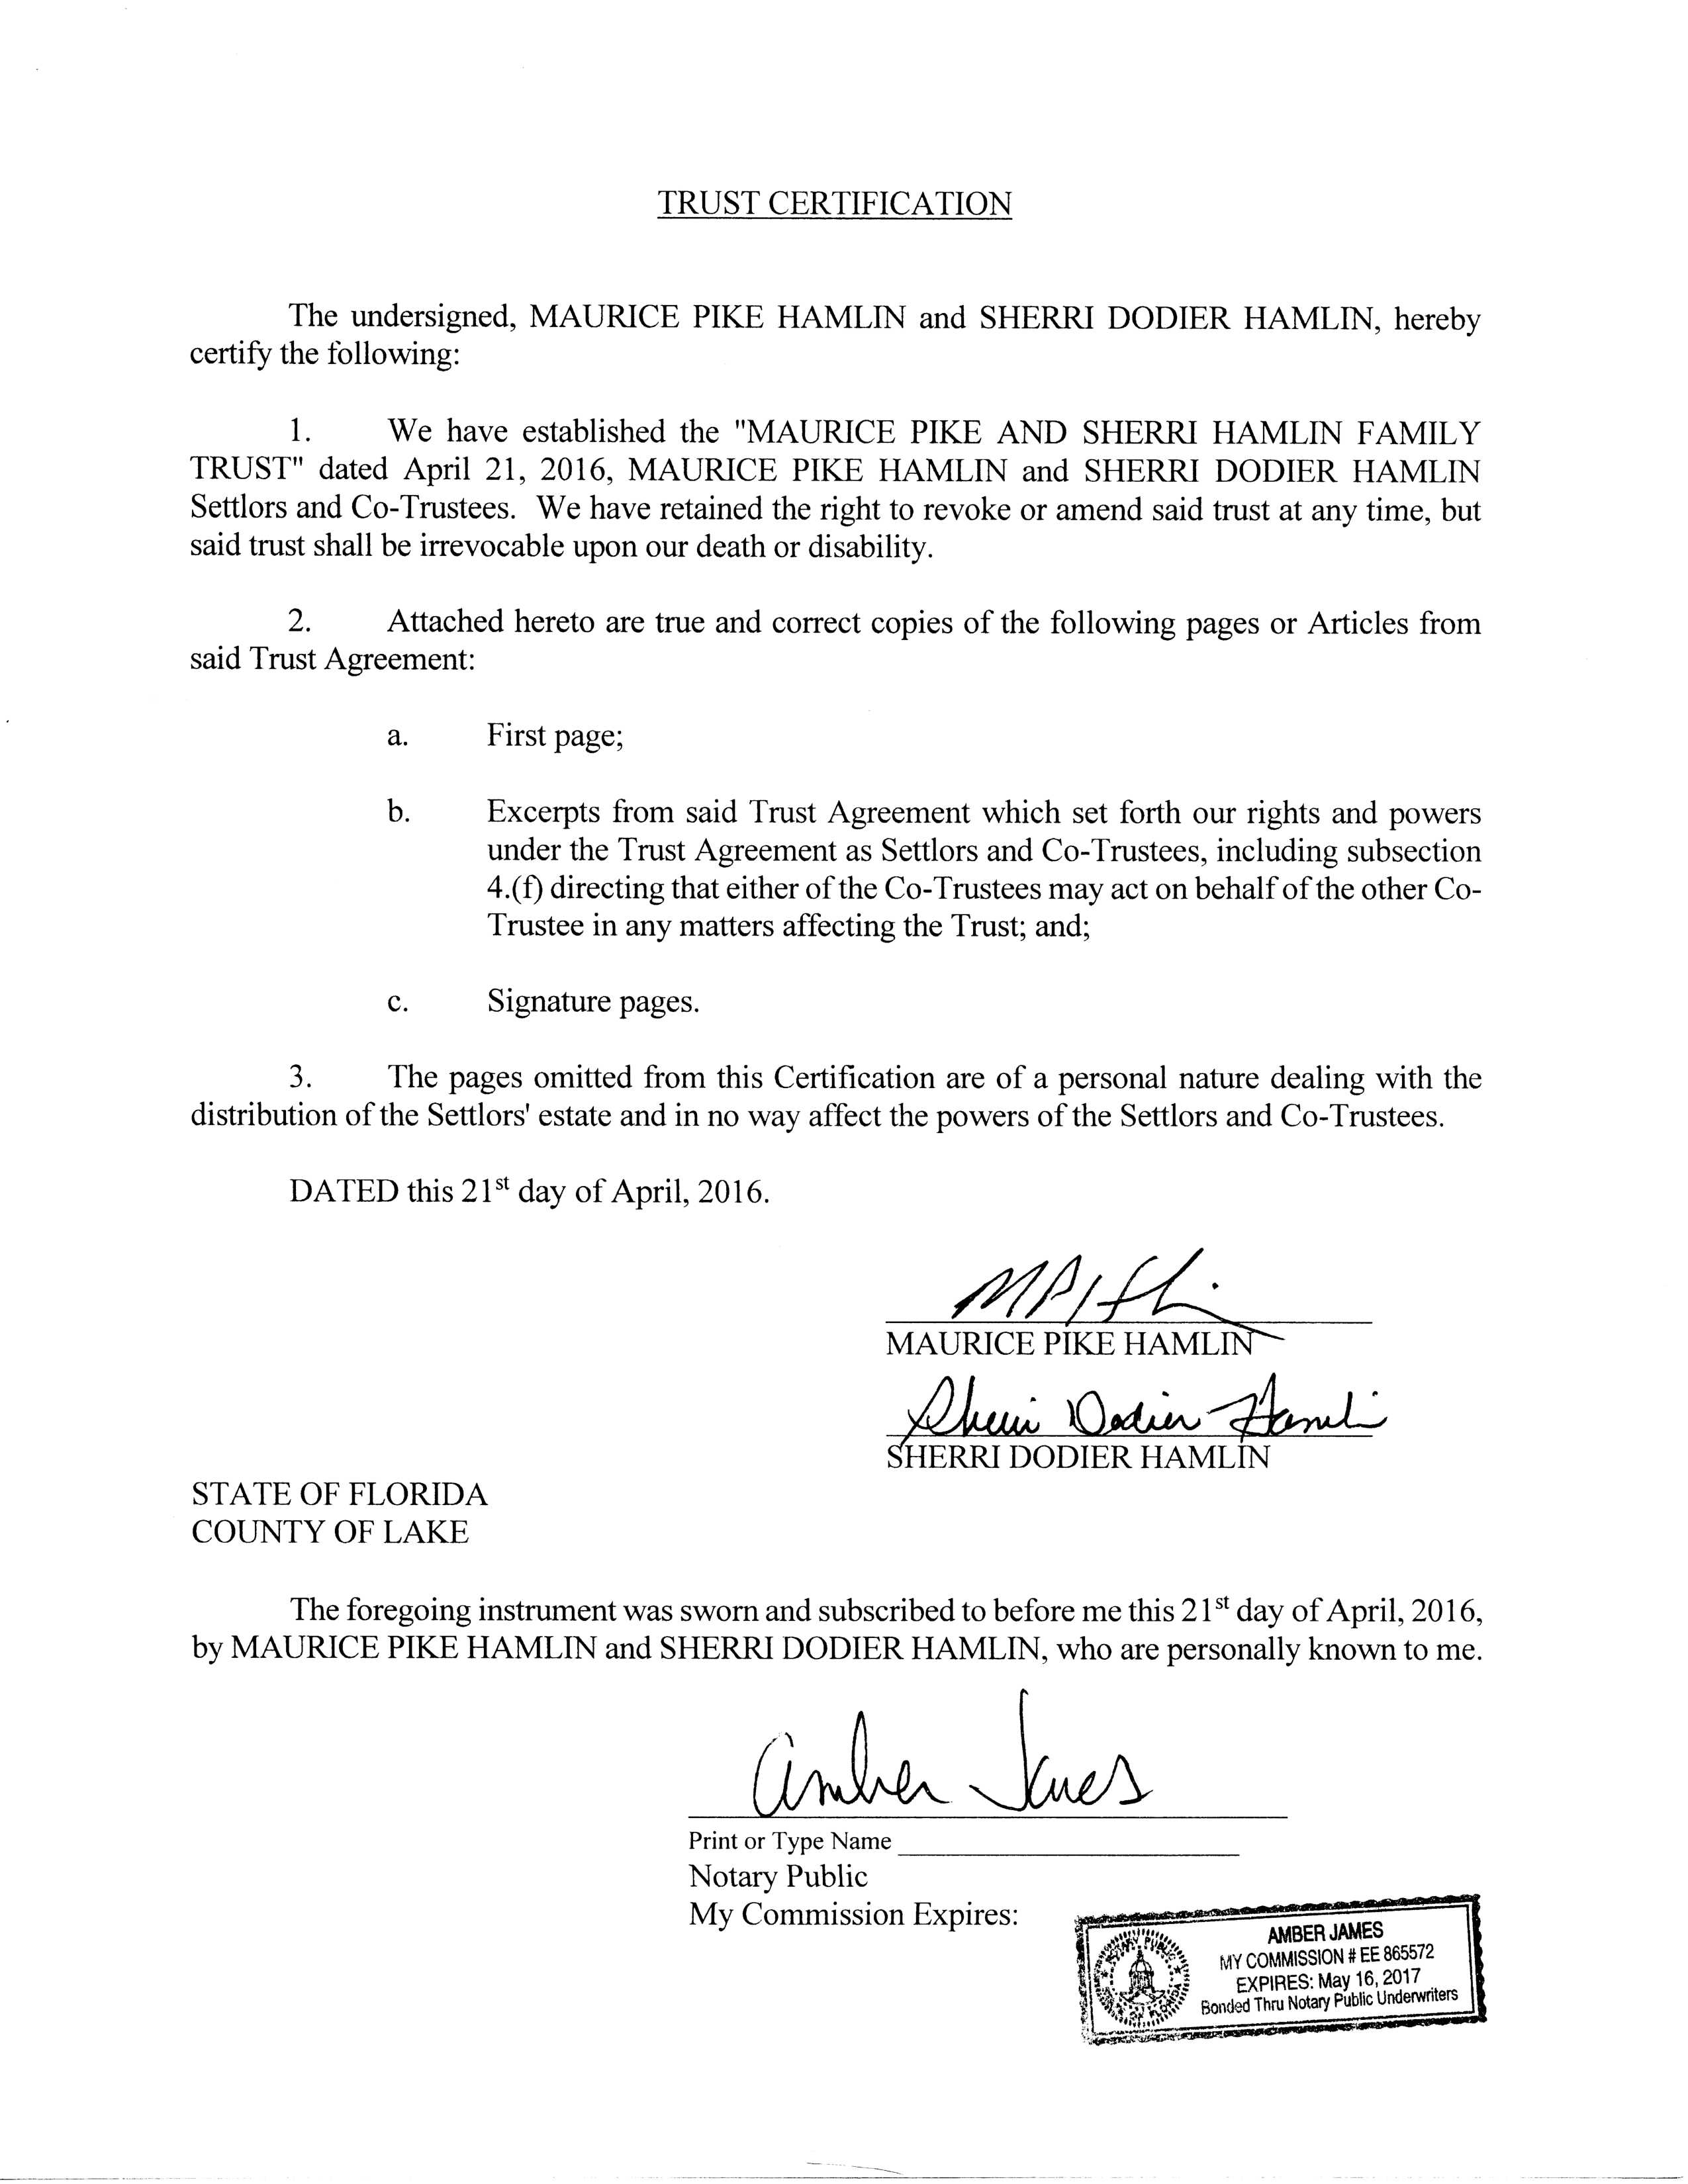 TRUST CERTIFICATION
The undersigned, MAURICE PIKE HAMLIN and SHERRI DODIER HAMLIN, hereby
certify the following:
1. We have established the "MAURICE PIKE AND SHERRI HAMLIN FAMILY
TRUST" dated April 21, 2016, MAURICE PIKE HAMLIN and SHERRI DODIER HAMLIN
Settlors and Co-Trustees. We have retained the right to revoke or amend said trust at any time, but
said trust shall be irrevocable upon our death or disability.
2. Attached hereto are true and correct copies of the following pages or Articles from
said Trust Agreement:
a. First page;
b. Excerpts from said Trust Agreement which set forth our rights and powers
under the Trust Agreement as Settlors and Co-Trustees, including subsection
4.(f) directing that either of the Co-Trustees may act on behalf of the other Co-
Trustee in any matters affecting the Trust; and;
c. Signature pages.
3. The pages omitted from this Certification are of a personal nature dealing with the
distribution of the Settlors' estate and in no way affect the powers of the Settlors and Co-Trustees.
DATED this 21st day of April, 2016.
MAURICE PIKE HAMLIN
Sherri Dodier Hamlin
SHERRI DODIER HAMLIN
STATE OF FLORIDA
COUNTY OF LAKE
The foregoing instrument was sworn and subscribed to before me this 21st day of April, 2016,
by MAURICE PIKE HAMLIN and SHERRI DODIER HAMLIN, who are personally known to me.
Amber James
Print or Type Name
Notary Public
My Commission Expires:
AMBER JAMES
MY COMMISSION # EE 865572
EXPIRES: May 16, 2017
Bonded Thru Notary Public Underwriters